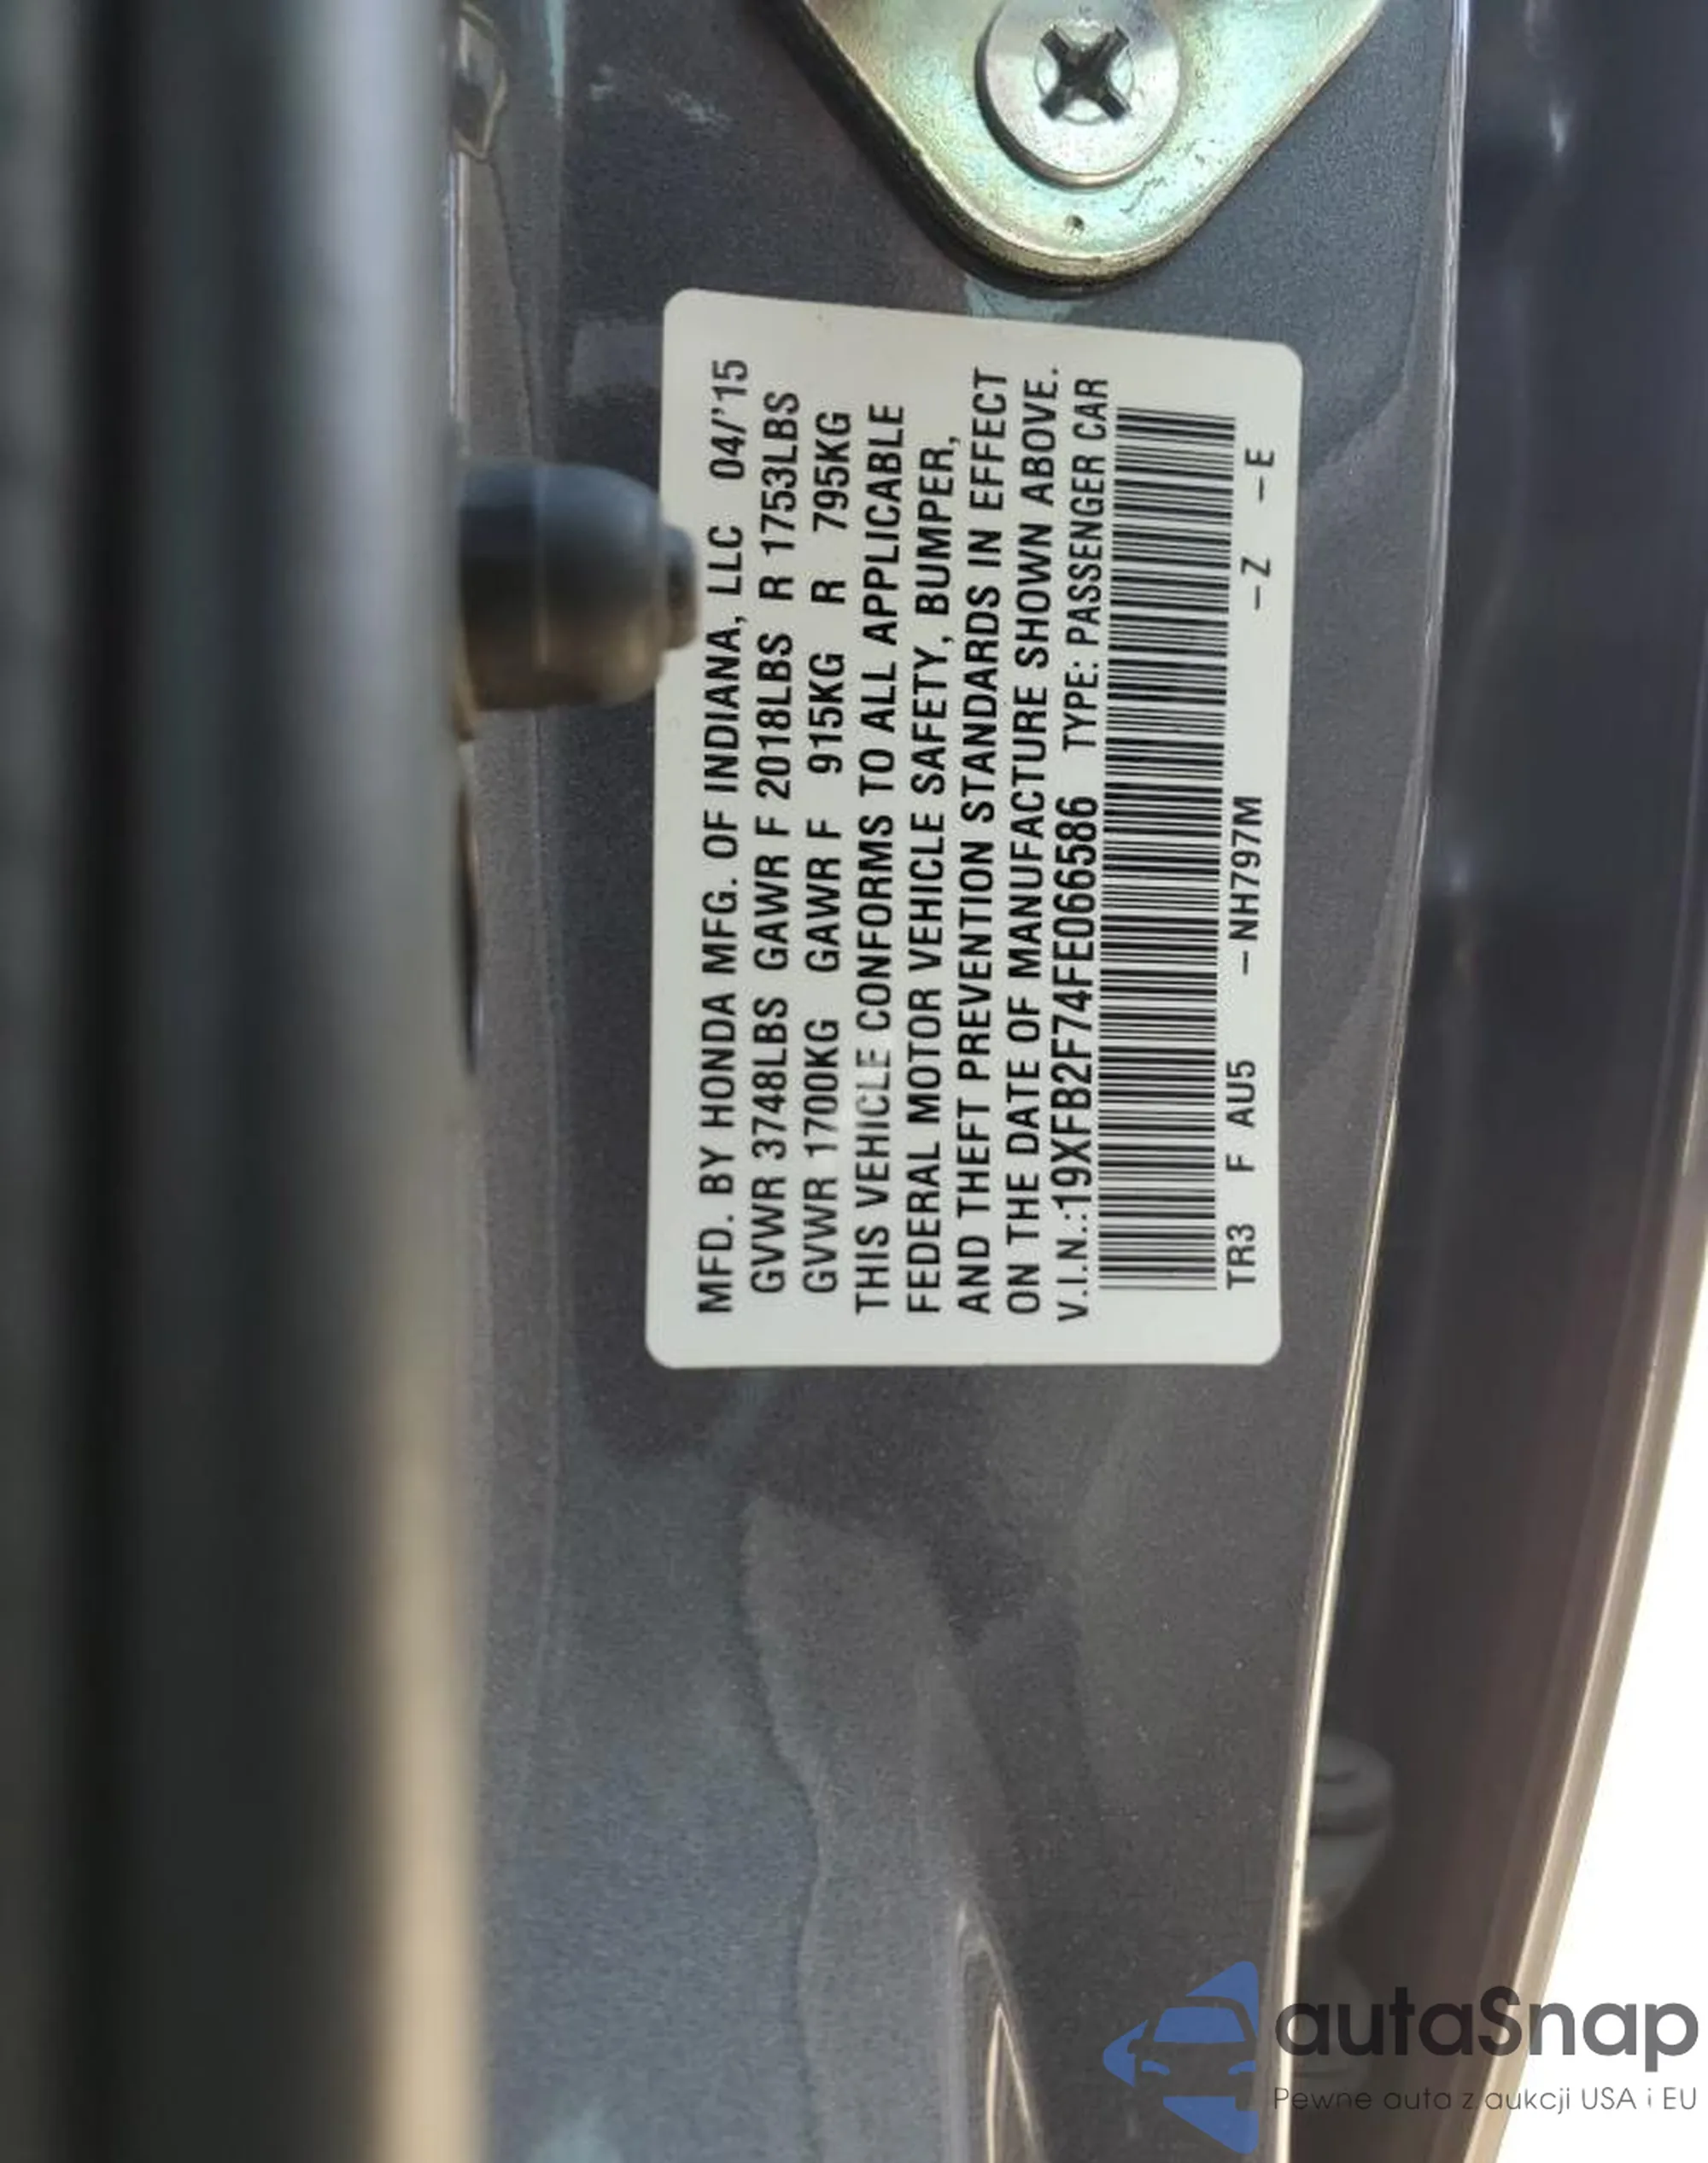 MFD. BY HONDA MFG. OF INDIANA, LLC 04/'15
GVWR 3748LBS GAWR F 2018LBS R 1753LBS
GVWR 1700KG GAWR F 915KG R 795KG
THIS VEHICLE CONFORMS TO ALL APPLICABLE
FEDERAL MOTOR VEHICLE SAFETY, BUMPER,
AND THEFT PREVENTION STANDARDS IN EFFECT
ON THE DATE OF MANUFACTURE SHOWN ABOVE.
V.I.N.:19XFB2F74FE066586 TYPE: PASSENGER CAR
TR3 F AU5 –NH797M –Z –E
autaSnap
Pewne auta z aukcji USA i EU